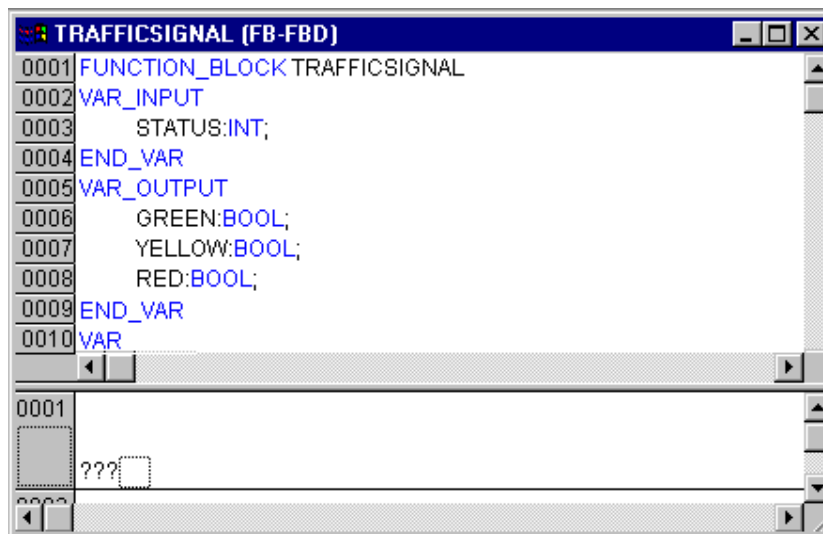 TRAFFICSIGNAL (FB-FBD)
0001 FUNCTION_BLOCK TRAFFICSIGNAL
0002 VAR_INPUT
0003 STATUS:INT;
0004 END_VAR
0005 VAR_OUTPUT
0006 GREEN:BOOL;
0007 YELLOW:BOOL;
0008 RED:BOOL;
0009 END_VAR
0010 VAR
0001
???